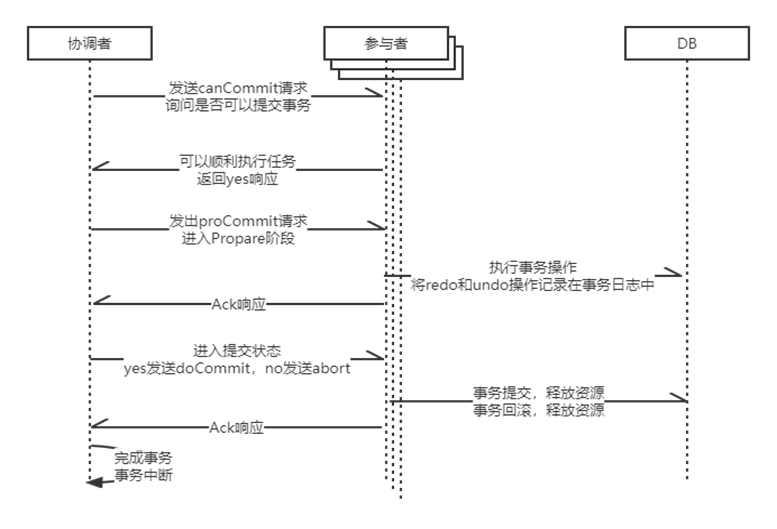 协调者
参与者
DB
发送canCommit请求
询问是否可以提交事务
可以顺利执行任务
返回yes响应
发出proCommit请求
进入Propare阶段
执行事务操作
将redo和undo操作记录在事务日志中
Ack响应
进入提交状态
yes发送doCommit，no发送abort
事务提交，释放资源
事务回滚，释放资源
Ack响应
完成事务
事务中断